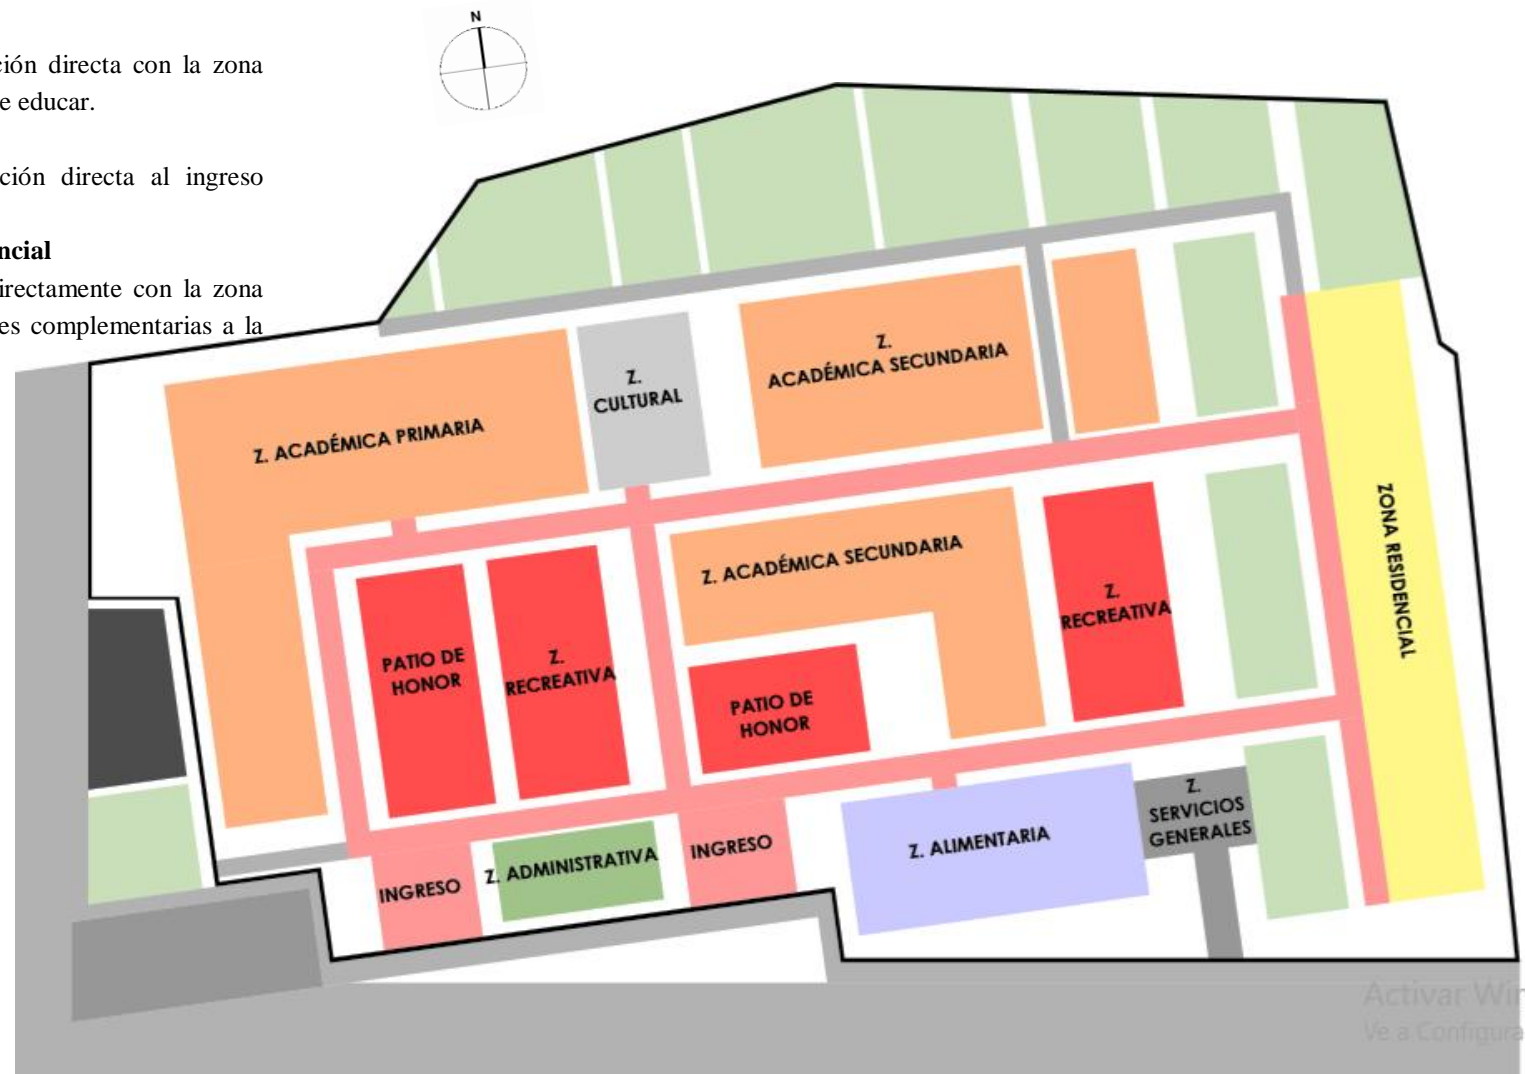 N
ción directa con la zona
e educar.
ción directa al ingreso
ncial
directamente con la zona
es complementarias a la
Z.
ACADÉMICA SECUNDARIA
Z.
CULTURAL
Z. ACADÉMICA PRIMARIA
ZONA RESIDENCIAL
Z. ACADÉMICA SECUNDARIA
Z.
RECREATIVA
PATIO DE
HONOR
Z.
RECREATIVA
PATIO DE
HONOR
Z.
SERVICIOS
GENERALES
Z. ALIMENTARIA
INGRESO
Z. ADMINISTRATIVA
INGRESO
Activar Win
Ve a Configura